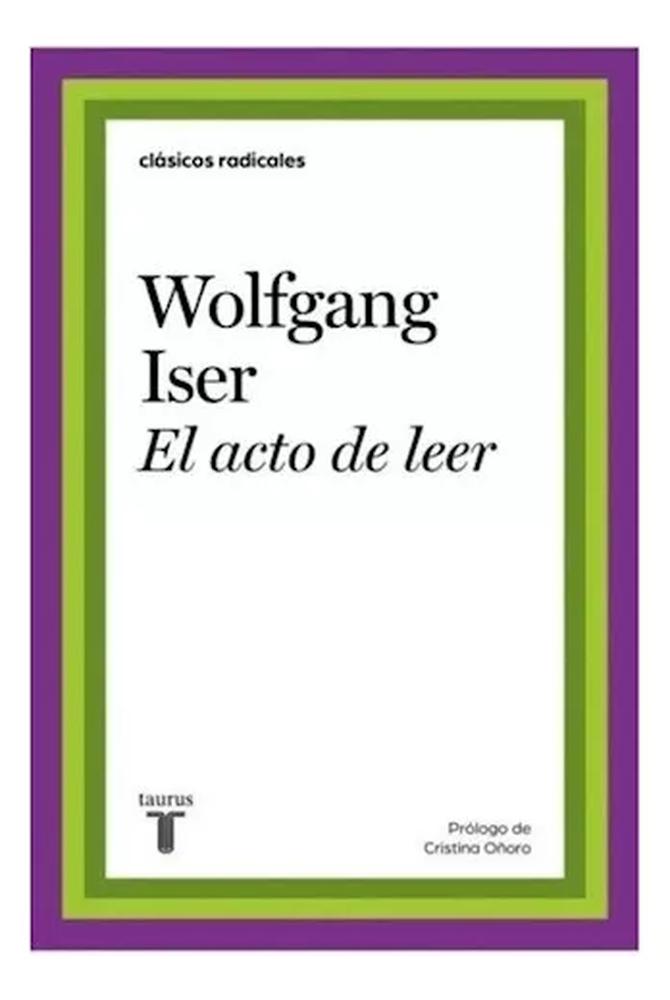 clásicos radicales
Wolfgang
Iser
El acto de leer
taurus
Prólogo de
Cristina Oñoro